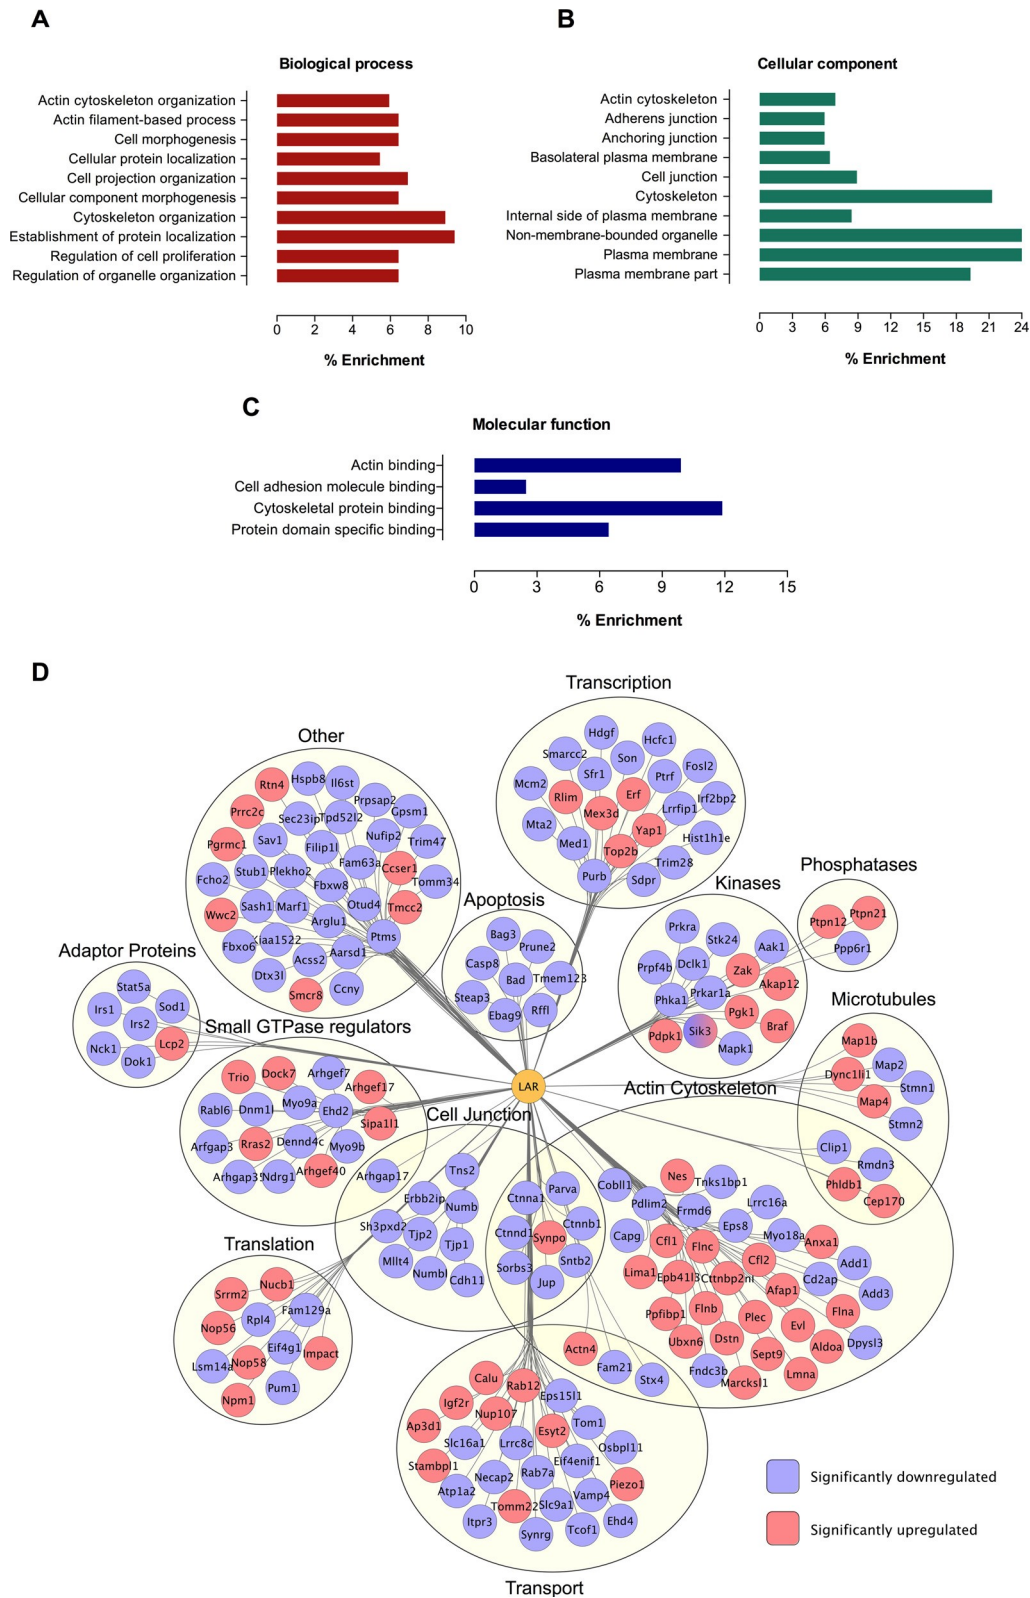 A
Biological process
Actin cytoskeleton organization
Actin filament-based process
Cell morphogenesis
Cellular protein localization
Cell projection organization
Cellular component morphogenesis
Cytoskeleton organization
Establishment of protein localization
Regulation of cell proliferation
Regulation of organelle organization
0 2 4 6 8 10
% Enrichment
B
Cellular component
Actin cytoskeleton
Adherens junction
Anchoring junction
Basolateral plasma membrane
Cell junction
Cytoskeleton
Internal side of plasma membrane
Non-membrane-bounded organelle
Plasma membrane
Plasma membrane part
0 3 6 9 12 15 18 21 24
% Enrichment
C
Molecular function
Actin binding
Cell adhesion molecule binding
Cytoskeletal protein binding
Protein domain specific binding
0 3 6 9 12 15
% Enrichment
D
Other
Rtn4
Hspb8
Il6st
Prpsap2
Gpsm1
Prrc2c
Sec23ip
Tpd52l2
Nufip2
Trim47
Pgrmc1
Sav1
Filip1l
Fam63a
Ccser1
Fcho2
Stub1
Plekho2
Fbxw8
Tomm34
Wwc2
Sash1
Marf1
Arglu1
Otud4
Tmcc2
Fbxo6
Kiaa1522
Aarsd1
Ptms
Dtx3l
Acss2
Smcr8
Ccny
Transcription
Hdgf
Hcfc1
Smarcc2
Son
Fosl2
Mcm2
Sfr1
Ptrf
Rlim
Erf
Irf2bp2
Mex3d
Lrrfip1
Mta2
Yap1
Hist1h1e
Med1
Top2b
Trim28
Purb
Sdpr
Apoptosis
Bag3
Prune2
Casp8
Bad
Tmem123
Steap3
Ebag9
Rffl
Kinases
Prkra
Stk24
Aak1
Prpf4b
Dclk1
Zak
Akap12
Phka1
Prkar1a
Pgk1
Braf
Pdpk1
Sik3
Mapk1
Phosphatases
Ptpn12
Ptpn21
Ppp6r1
Adaptor Proteins
Stat5a
Irs1
Sod1
Irs2
Nck1
Lcp2
Dok1
Small GTPase regulators
Trio
Dock7
Arhgef7
Arhgef17
Rabl6
Dnm1l
Myo9a
Ehd2
Sipa1l1
Arfgap3
Rras2
Dennd4c
Myo9b
Arhgap35
Ndrg1
Arhgef40
Arhgap17
LAR
Microtubules
Map1b
Dync1li1
Map2
Stmn1
Map4
Stmn2
Clip1
Rmdn3
Phldb1
Cep170
Cell Junction
Tns2
Erbb2ip
Numb
Sh3pxd2
Tjp2
Tjp1
Mllt4
Numbl
Cdh11
Ctnna1
Parva
Ctnnd1
Synpo
Ctnnb1
Sorbs3
Sntb2
Jup
Actin Cytoskeleton
Nes
Cobll1
Tnks1bp1
Pdlim2
Frmd6
Lrrc16a
Capg
Eps8
Myo18a
Anxa1
Cfl1
Flnc
Cfl2
Add1
Lima1
Epb41l3
Cttnbp2nl
Cd2ap
Add3
Afap1
Ppfibp1
Flnb
Plec
Evl
Flna
Ubxn6
Dstn
Aldoa
Dpysl3
Sept9
Fndc3b
Marcksl1
Lmna
Actn4
Fam21
Stx4
Translation
Nucb1
Srrm2
Fam129a
Nop56
Rpl4
Eif4g1
Impact
Lsm14a
Nop58
Npm1
Pum1
Calu
Rab12
Eps15l1
Igf2r
Nup107
Ap3d1
Esyt2
Tom1
Slc16a1
Lrrc8c
Osbpl11
Stambpl1
Eif4enif1
Necap2
Rab7a
Piezo1
Atp1a2
Tomm22
Slc9a1
Vamp4
Itpr3
Synrg
Tcof1
Ehd4
Transport
Significantly downregulated
Significantly upregulated